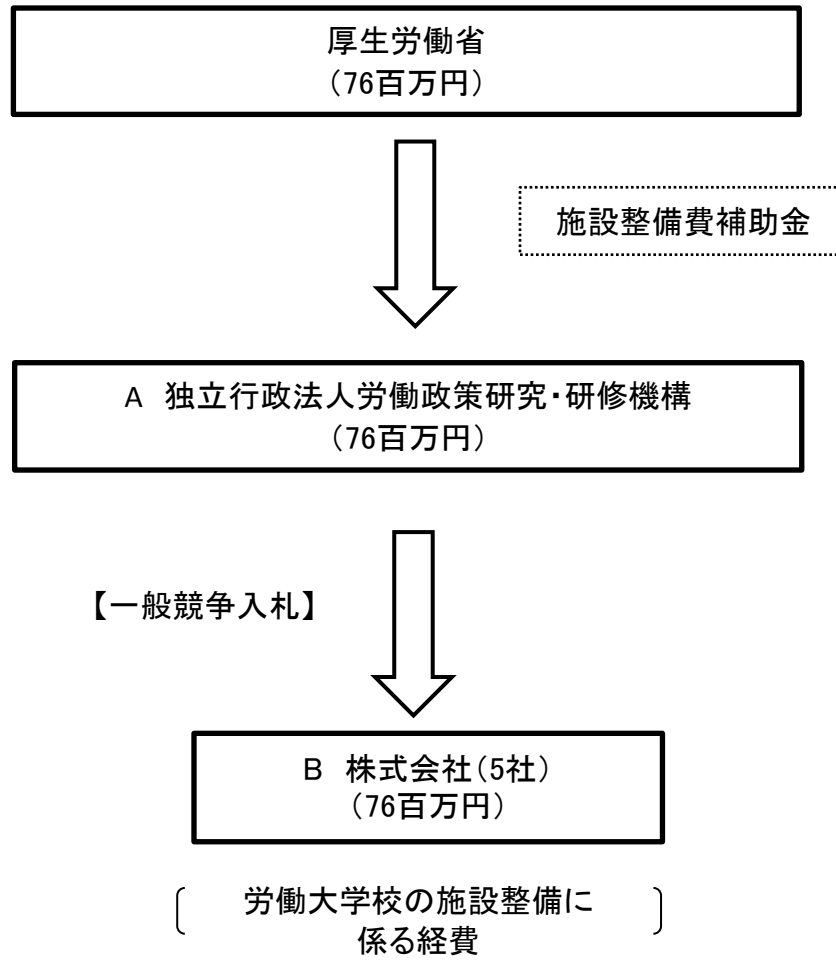 厚生労働省
（76百万円）
施設整備費補助金
A　独立行政法人労働政策研究・研修機構
（76百万円）
【一般競争入札】
B　株式会社（5社）
（76百万円）
労働大学校の施設整備に
係る経費